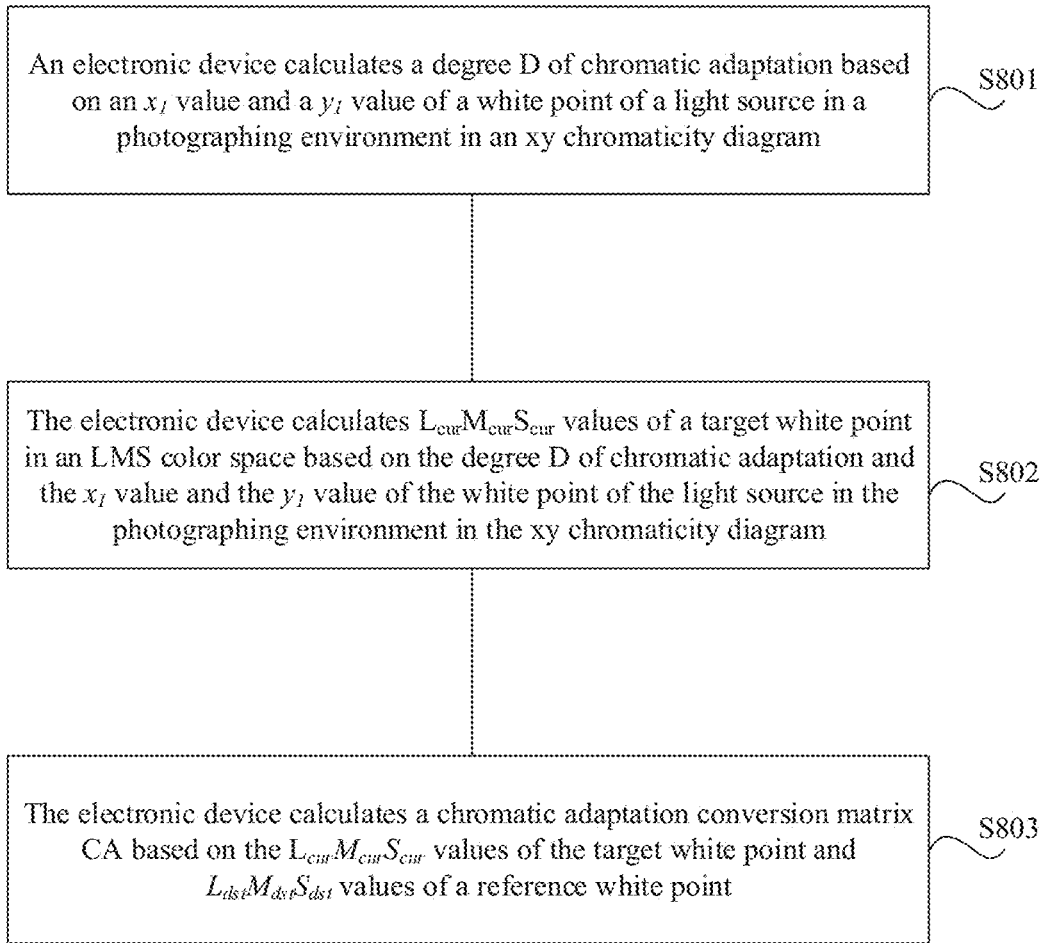 An electronic device calculates a degree D of chromatic adaptation based
on an x₁ value and a y₁ value of a white point of a light source in a
photographing environment in an xy chromaticity diagram
S801
The electronic device calculates L_curM_curS_cur values of a target white point
in an LMS color space based on the degree D of chromatic adaptation and
the x₁ value and the y₁ value of the white point of the light source in the
photographing environment in the xy chromaticity diagram
S802
The electronic device calculates a chromatic adaptation conversion matrix
CA based on the L_curM_curS_cur values of the target white point and
L_dstM_dstS_dst values of a reference white point
S803